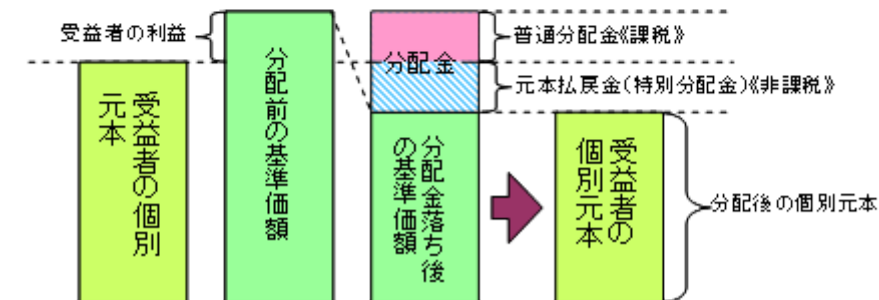 受益者の利益
受益者の個別
元本
分配前の基準価額
分配金
普通分配金《課税》
元本払戻金(特別分配金)《非課税》
分配金落ち後
の基準価額
受益者の
個別元本
分配後の個別元本